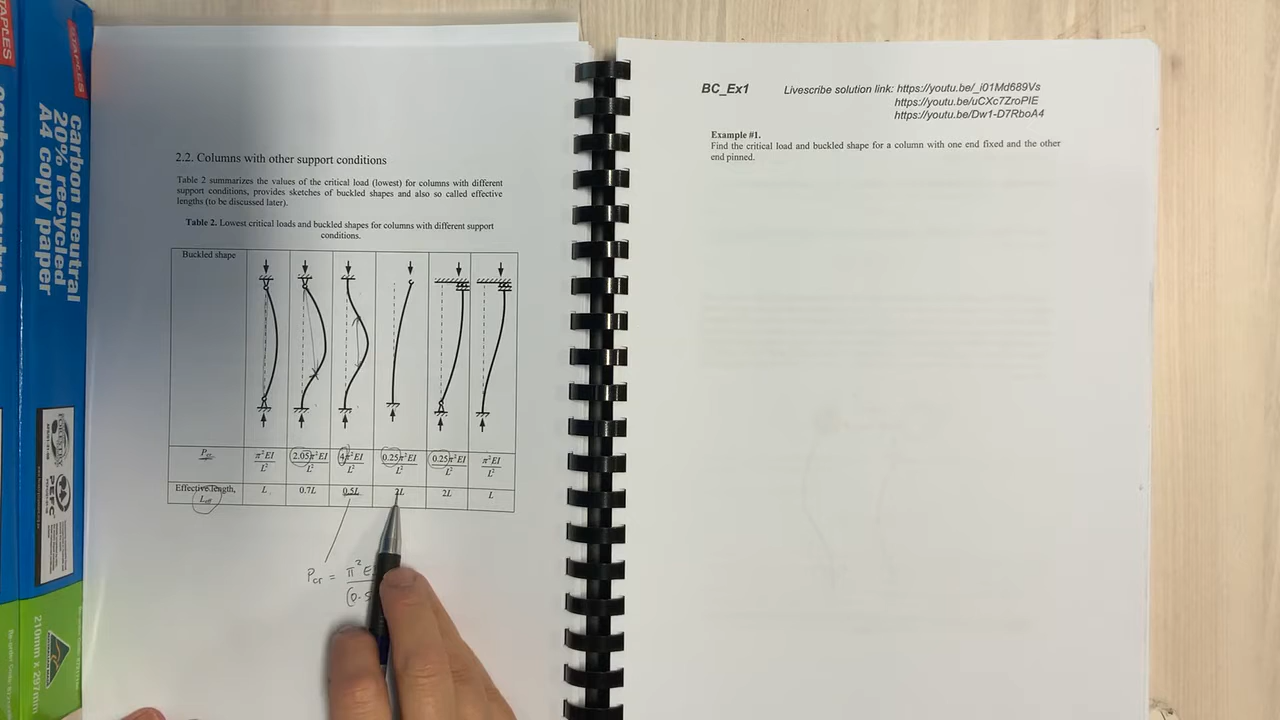 STAPLES
STAPLES
carbon neutral
20% recycled
A4 copy paper
PEFC
210mm x 297mm
2.2. Columns with other support conditions
Table 2 summarizes the values of the critical load (lowest) for columns with different
support conditions, provides sketches of buckled shapes and also so called effective
lengths (to be discussed later).
Table 2. Lowest critical loads and buckled shapes for columns with different support
conditions.
Buckled shape
Pcr π²EI/L² 2.05π²EI/L² 4π²EI/L² 0.25π²EI/L² 0.25π²EI/L² π²EI/L²
Effective length, Leff L 0.7L 0.5L 2L 2L L
Pcr = π²E
(0.5
BC_Ex1 Livescribe solution link: https://youtu.be/_i01Md689Vs
https://youtu.be/uCXc7ZroPIE
https://youtu.be/Dw1-D7RboA4
Example #1.
Find the critical load and buckled shape for a column with one end fixed and the other
end pinned.